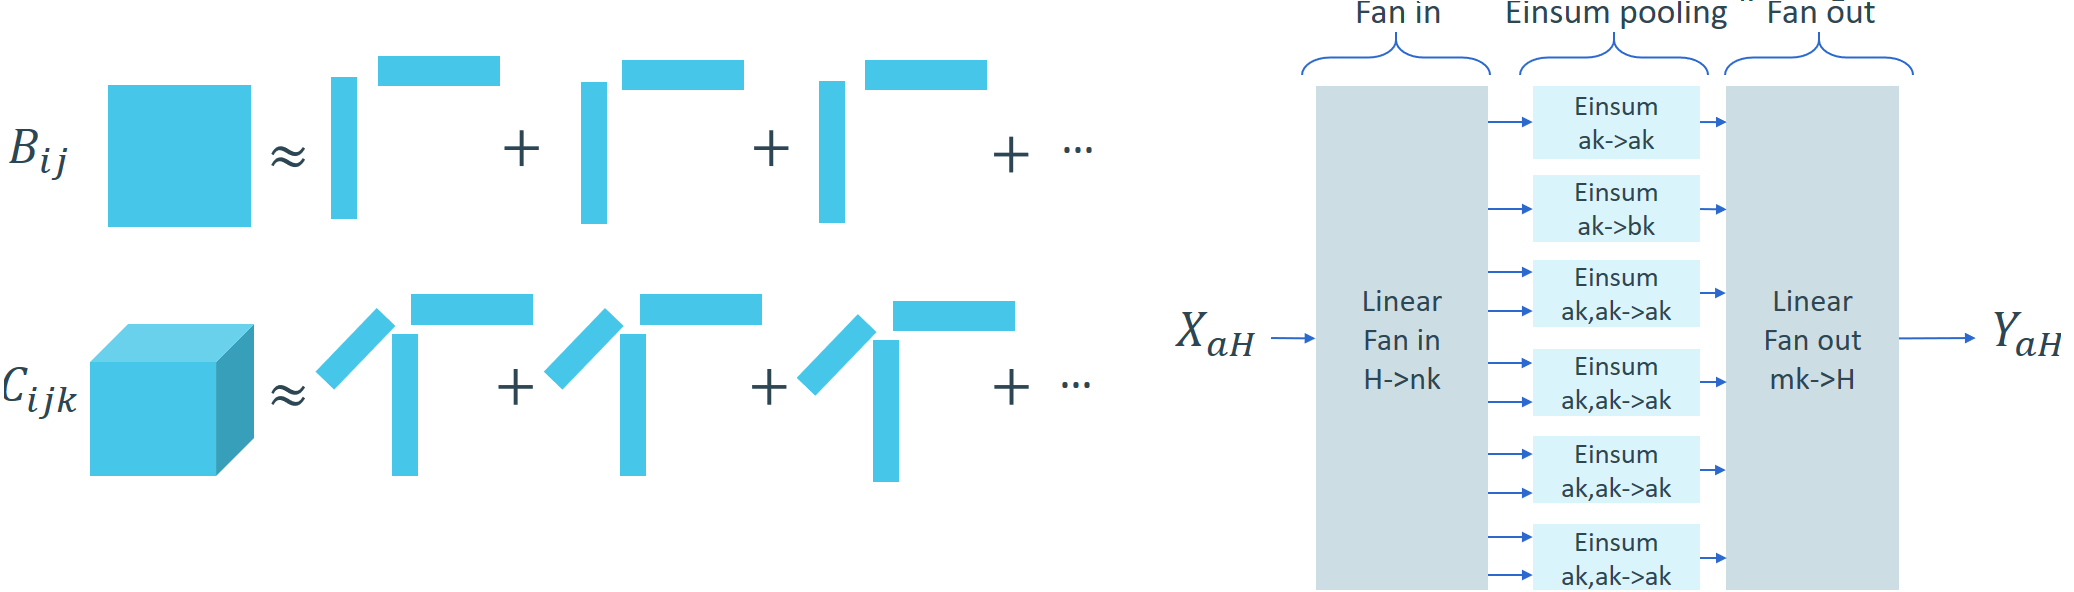 B_{ij} ≈ + + + ...
C_{ijk} ≈ + + + ...
Fan in
Einsum pooling
Fan out
X_{aH}
Linear
Fan in
H->nk
Einsum
ak->ak
Einsum
ak->bk
Einsum
ak,ak->ak
Einsum
ak,ak->ak
Einsum
ak,ak->ak
Einsum
ak,ak->ak
Linear
Fan out
mk->H
Y_{aH}